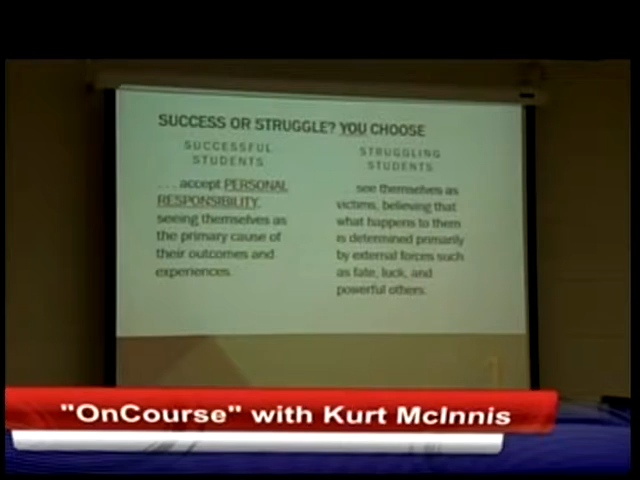 SUCCESS OR STRUGGLE? YOU CHOOSE
SUCCESSFUL
STUDENTS
. . . accept PERSONAL
RESPONSIBILITY,
seeing themselves as
the primary cause of
their outcomes and
experiences.
STRUGGLING
STUDENTS
see themselves as
victims, believing that
what happens to them
is determined primarily
by external forces such
as fate, luck, and
powerful others.
1
"OnCourse" with Kurt McInnis